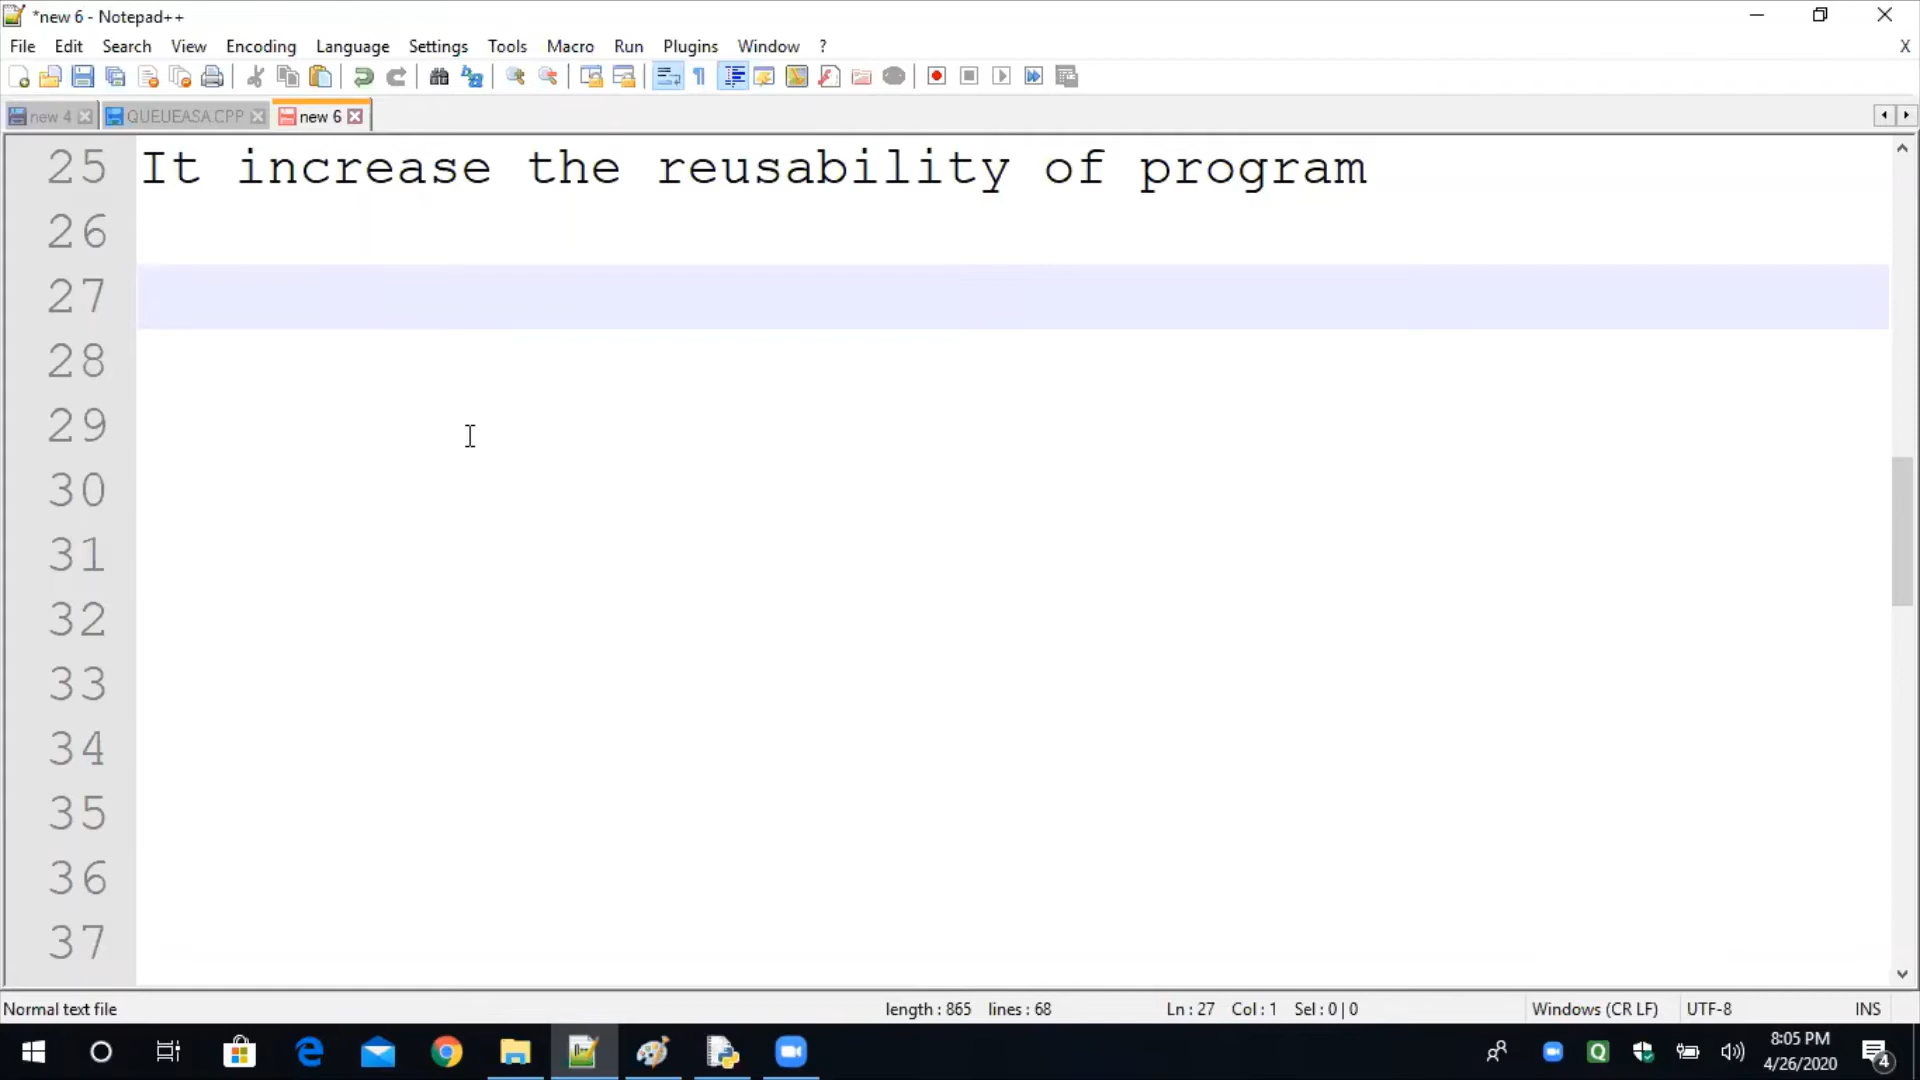 *new 6 - Notepad++
File Edit Search View Encoding Language Settings Tools Macro Run Plugins Window ? X
new 4 QUEUEASA.CPP new 6
25 It increase the reusability of program
26
27
28
29
30
31
32
33
34
35
36
37
Normal text file length : 865 lines : 68 Ln : 27 Col : 1 Sel : 0 | 0 Windows (CR LF) UTF-8 INS
8:05 PM
4/26/2020
4